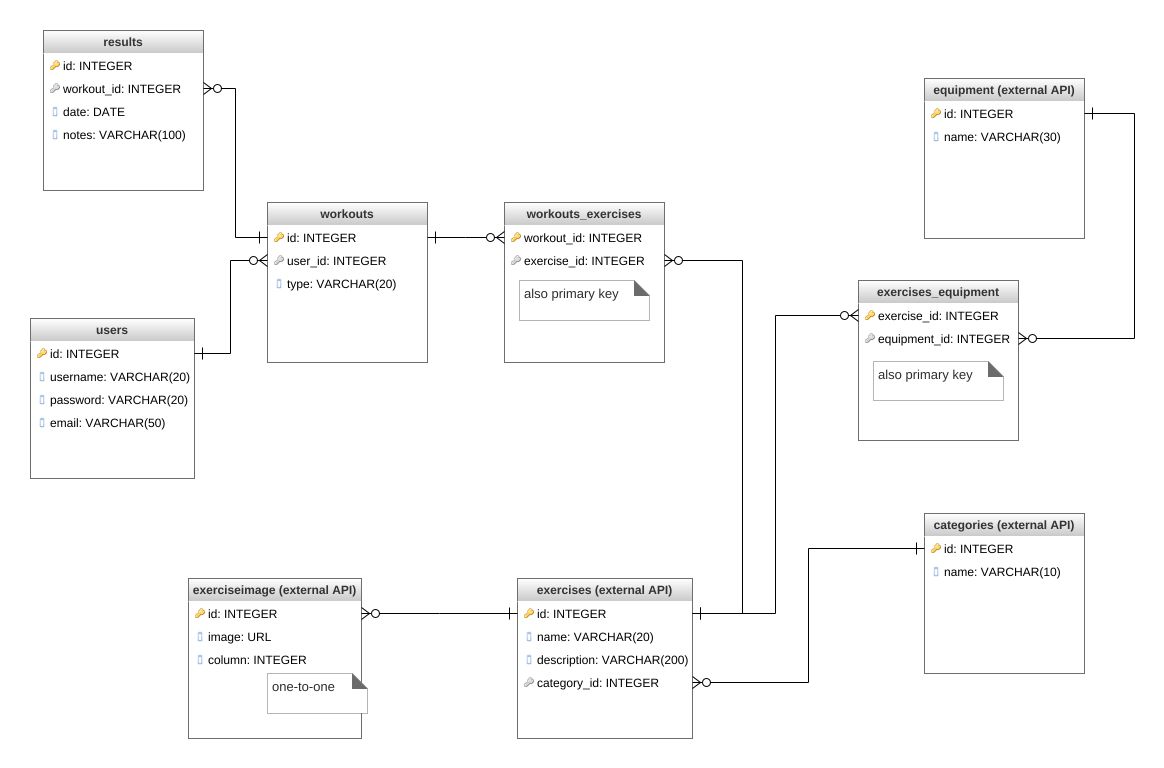 results
id: INTEGER
workout_id: INTEGER
date: DATE
notes: VARCHAR(100)
equipment (external API)
id: INTEGER
name: VARCHAR(30)
workouts
id: INTEGER
user_id: INTEGER
type: VARCHAR(20)
workouts_exercises
workout_id: INTEGER
exercise_id: INTEGER
also primary key
exercises_equipment
exercise_id: INTEGER
equipment_id: INTEGER
also primary key
users
id: INTEGER
username: VARCHAR(20)
password: VARCHAR(20)
email: VARCHAR(50)
categories (external API)
id: INTEGER
name: VARCHAR(10)
exerciseimage (external API)
id: INTEGER
image: URL
column: INTEGER
one-to-one
exercises (external API)
id: INTEGER
name: VARCHAR(20)
description: VARCHAR(200)
category_id: INTEGER